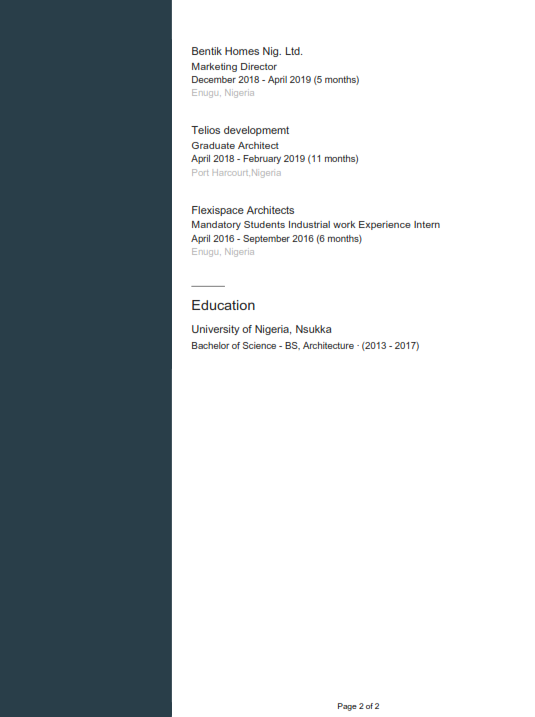 Bentik Homes Nig. Ltd.
Marketing Director
December 2018 - April 2019 (5 months)
Enugu, Nigeria
Telios developmemt
Graduate Architect
April 2018 - February 2019 (11 months)
Port Harcourt,Nigeria
Flexispace Architects
Mandatory Students Industrial work Experience Intern
April 2016 - September 2016 (6 months)
Enugu, Nigeria
Education
University of Nigeria, Nsukka
Bachelor of Science - BS, Architecture · (2013 - 2017)
Page 2 of 2